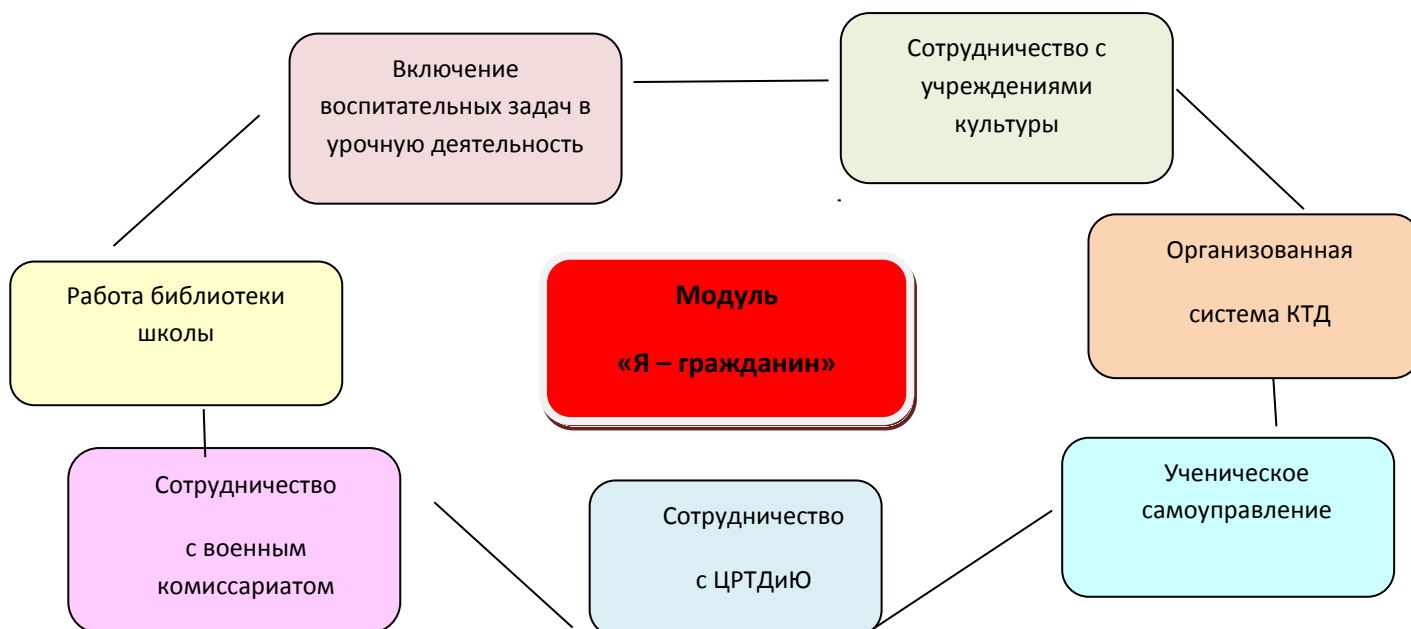 Включение
воспитательных задач в
урочную деятельность
Сотрудничество с
учреждениями
культуры
Организованная
система КТД
Работа библиотеки
школы
Модуль
«Я – гражданин»
Сотрудничество
с военным
комиссариатом
Сотрудничество
с ЦРТДиЮ
Ученическое
самоуправление